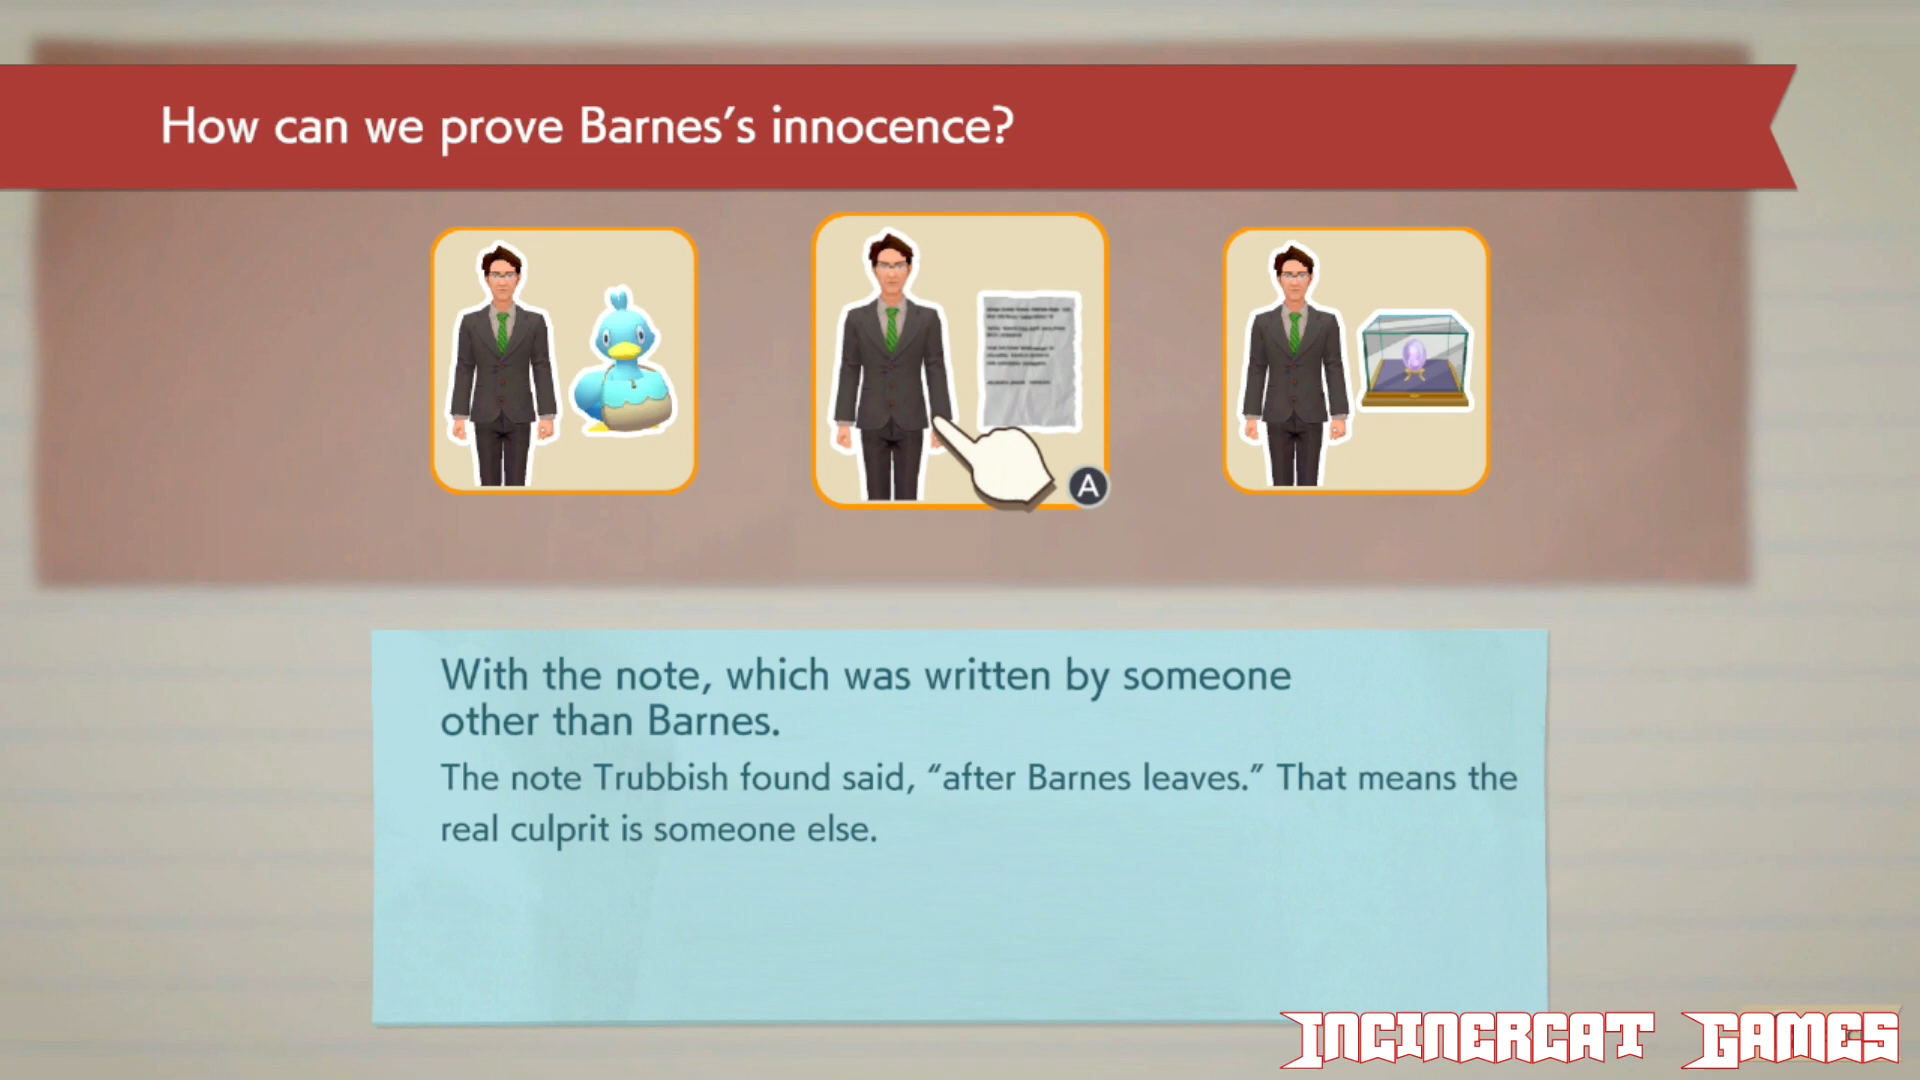 How can we prove Barnes's innocence?
A
With the note, which was written by someone
other than Barnes.
The note Trubbish found said, “after Barnes leaves.” That means the
real culprit is someone else.
INCINERCAT GAMES